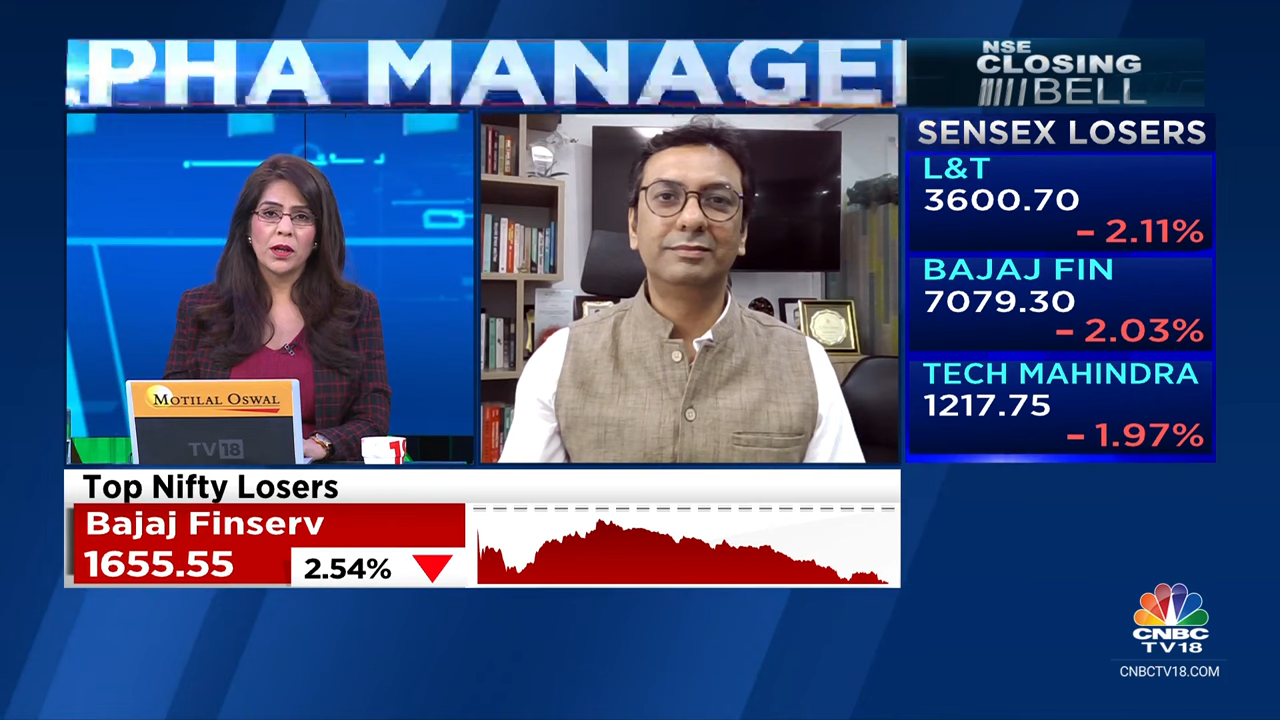 PHA MANAGE
NSE
CLOSING
BELL
SENSEX LOSERS
L&T
3600.70
- 2.11%
BAJAJ FIN
7079.30
- 2.03%
TECH MAHINDRA
1217.75
- 1.97%
MOTILAL OSWAL
TV18
18
Top Nifty Losers
Bajaj Finserv
1655.55
2.54%
CNBC
TV18
CNBCTV18.COM